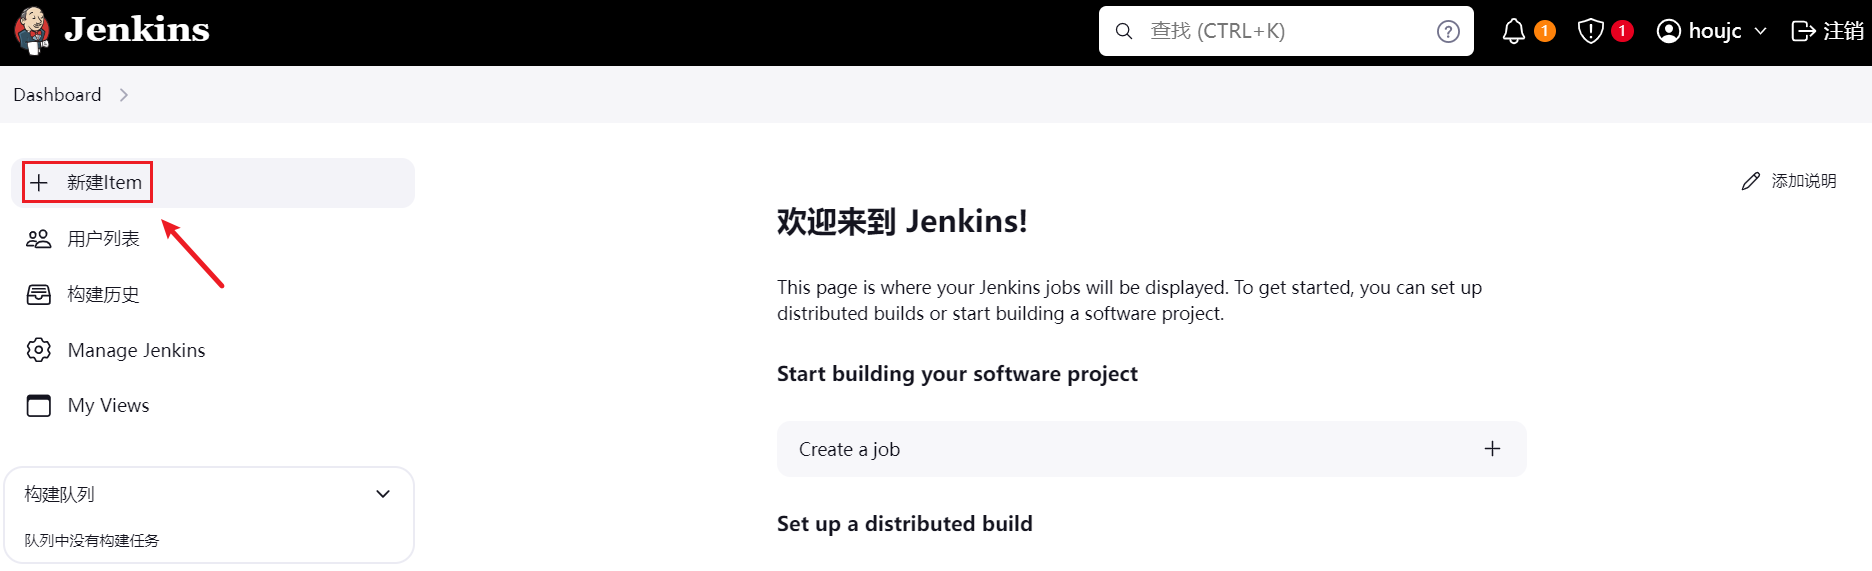 Jenkins
查找 (CTRL+K)
1
1
houjc
注销
Dashboard
新建Item
用户列表
构建历史
Manage Jenkins
My Views
构建队列
队列中没有构建任务
添加说明
欢迎来到 Jenkins!
This page is where your Jenkins jobs will be displayed. To get started, you can set up
distributed builds or start building a software project.
Start building your software project
Create a job
Set up a distributed build